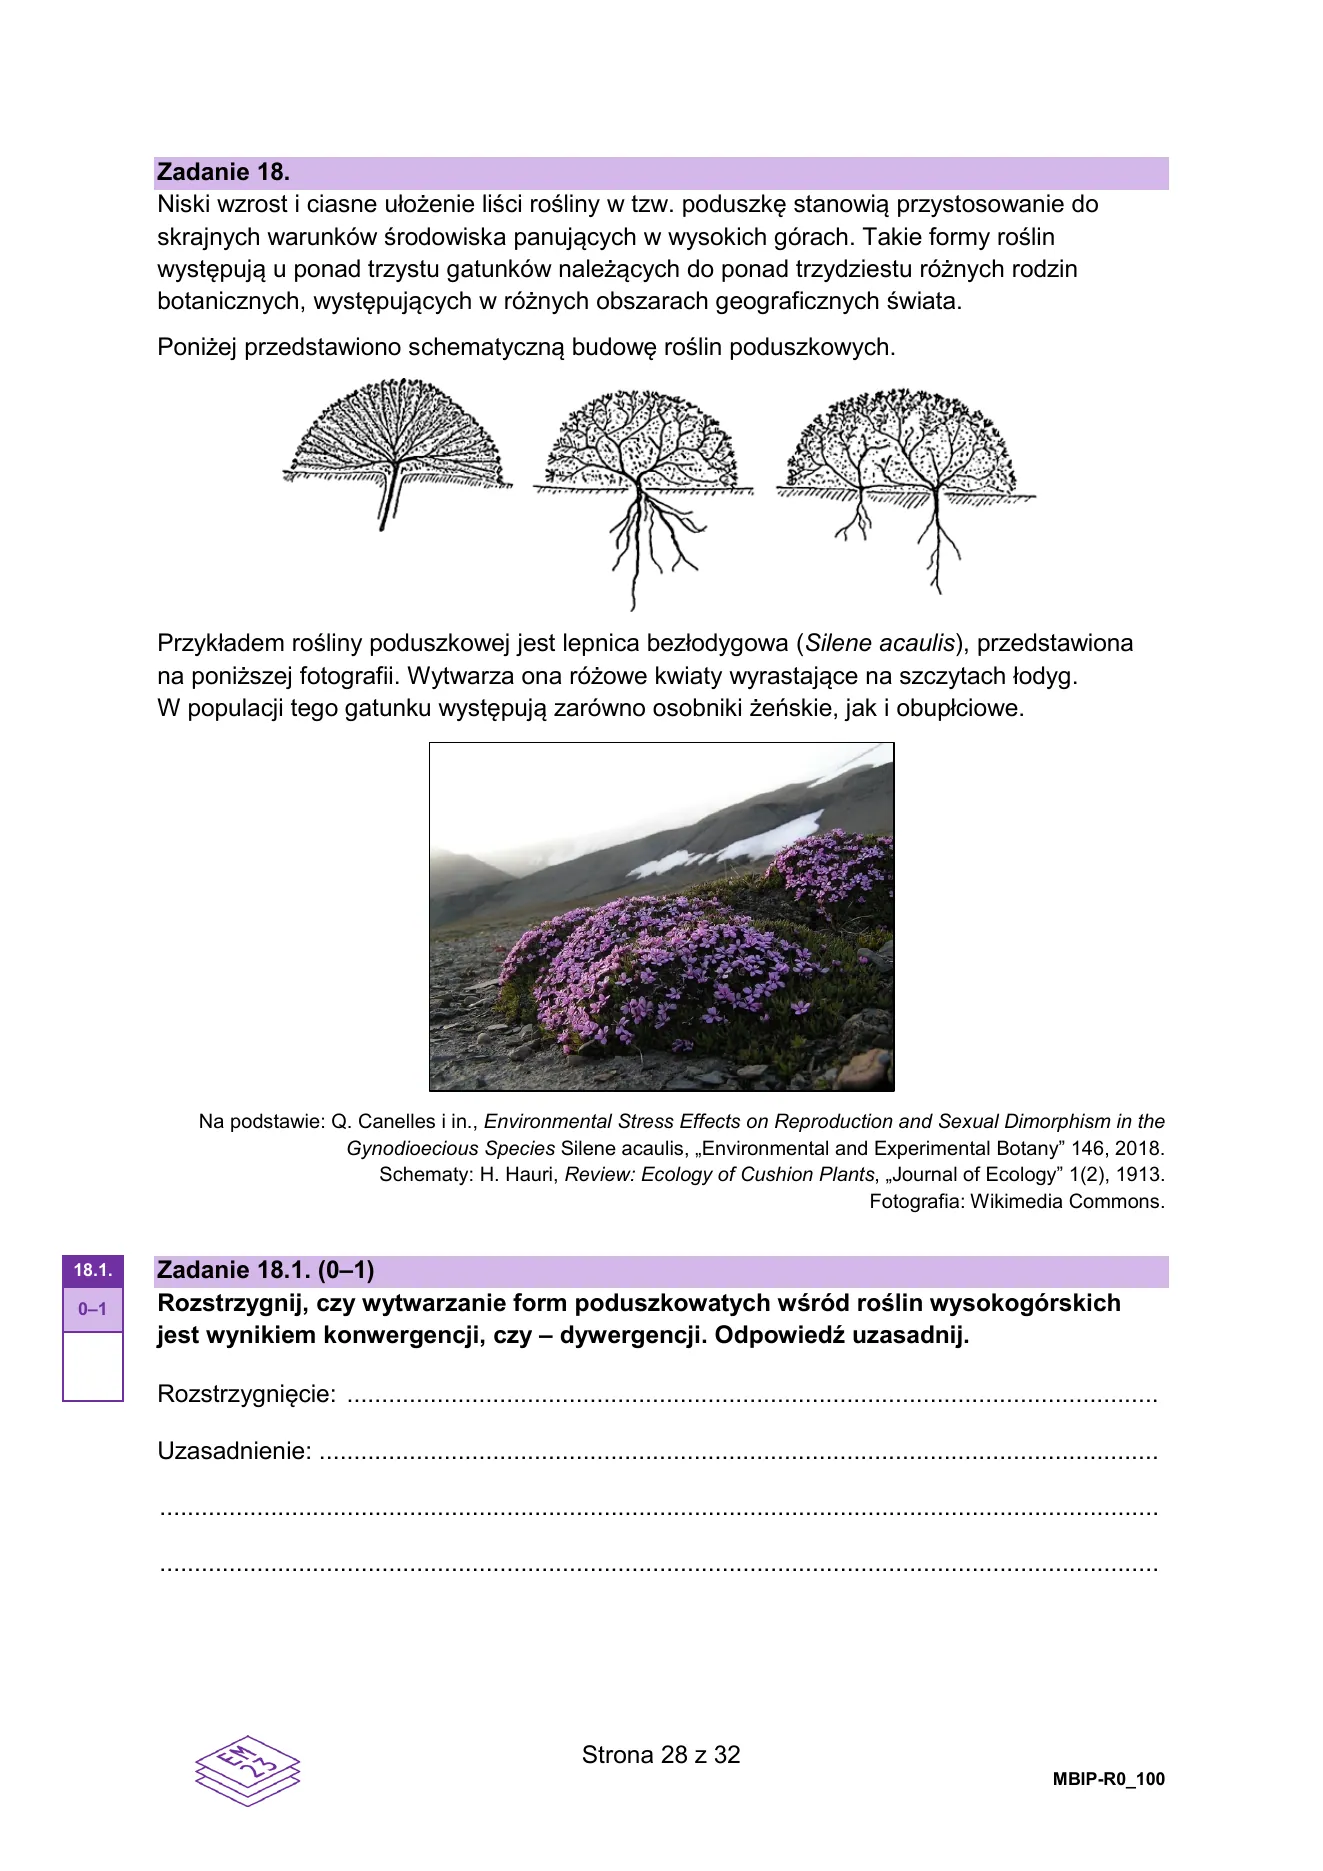 Zadanie 18.
Niski wzrost i ciasne ułożenie liści rośliny w tzw. poduszkę stanowią przystosowanie do
skrajnych warunków środowiska panujących w wysokich górach. Takie formy roślin
występują u ponad trzystu gatunków należących do ponad trzydziestu różnych rodzin
botanicznych, występujących w różnych obszarach geograficznych świata.
Poniżej przedstawiono schematyczną budowę roślin poduszkowych.
Przykładem rośliny poduszkowej jest lepnica bezłodygowa (Silene acaulis), przedstawiona
na poniższej fotografii. Wytwarza ona różowe kwiaty wyrastające na szczytach łodyg.
W populacji tego gatunku występują zarówno osobniki żeńskie, jak i obupłciowe.
Na podstawie: Q. Canelles i in., Environmental Stress Effects on Reproduction and Sexual Dimorphism in the
Gynodioecious Species Silene acaulis, „Environmental and Experimental Botany” 146, 2018.
Schematy: H. Hauri, Review: Ecology of Cushion Plants, „Journal of Ecology” 1(2), 1913.
Fotografia: Wikimedia Commons.
18.1.
0–1
Zadanie 18.1. (0–1)
Rozstrzygnij, czy wytwarzanie form poduszkowatych wśród roślin wysokogórskich
jest wynikiem konwergencji, czy – dywergencji. Odpowiedź uzasadnij.
Rozstrzygnięcie: ....................................................................................................................
Uzasadnienie: ........................................................................................................................
...............................................................................................................................................
...............................................................................................................................................
EM
23
Strona 28 z 32
MBIP-R0_100